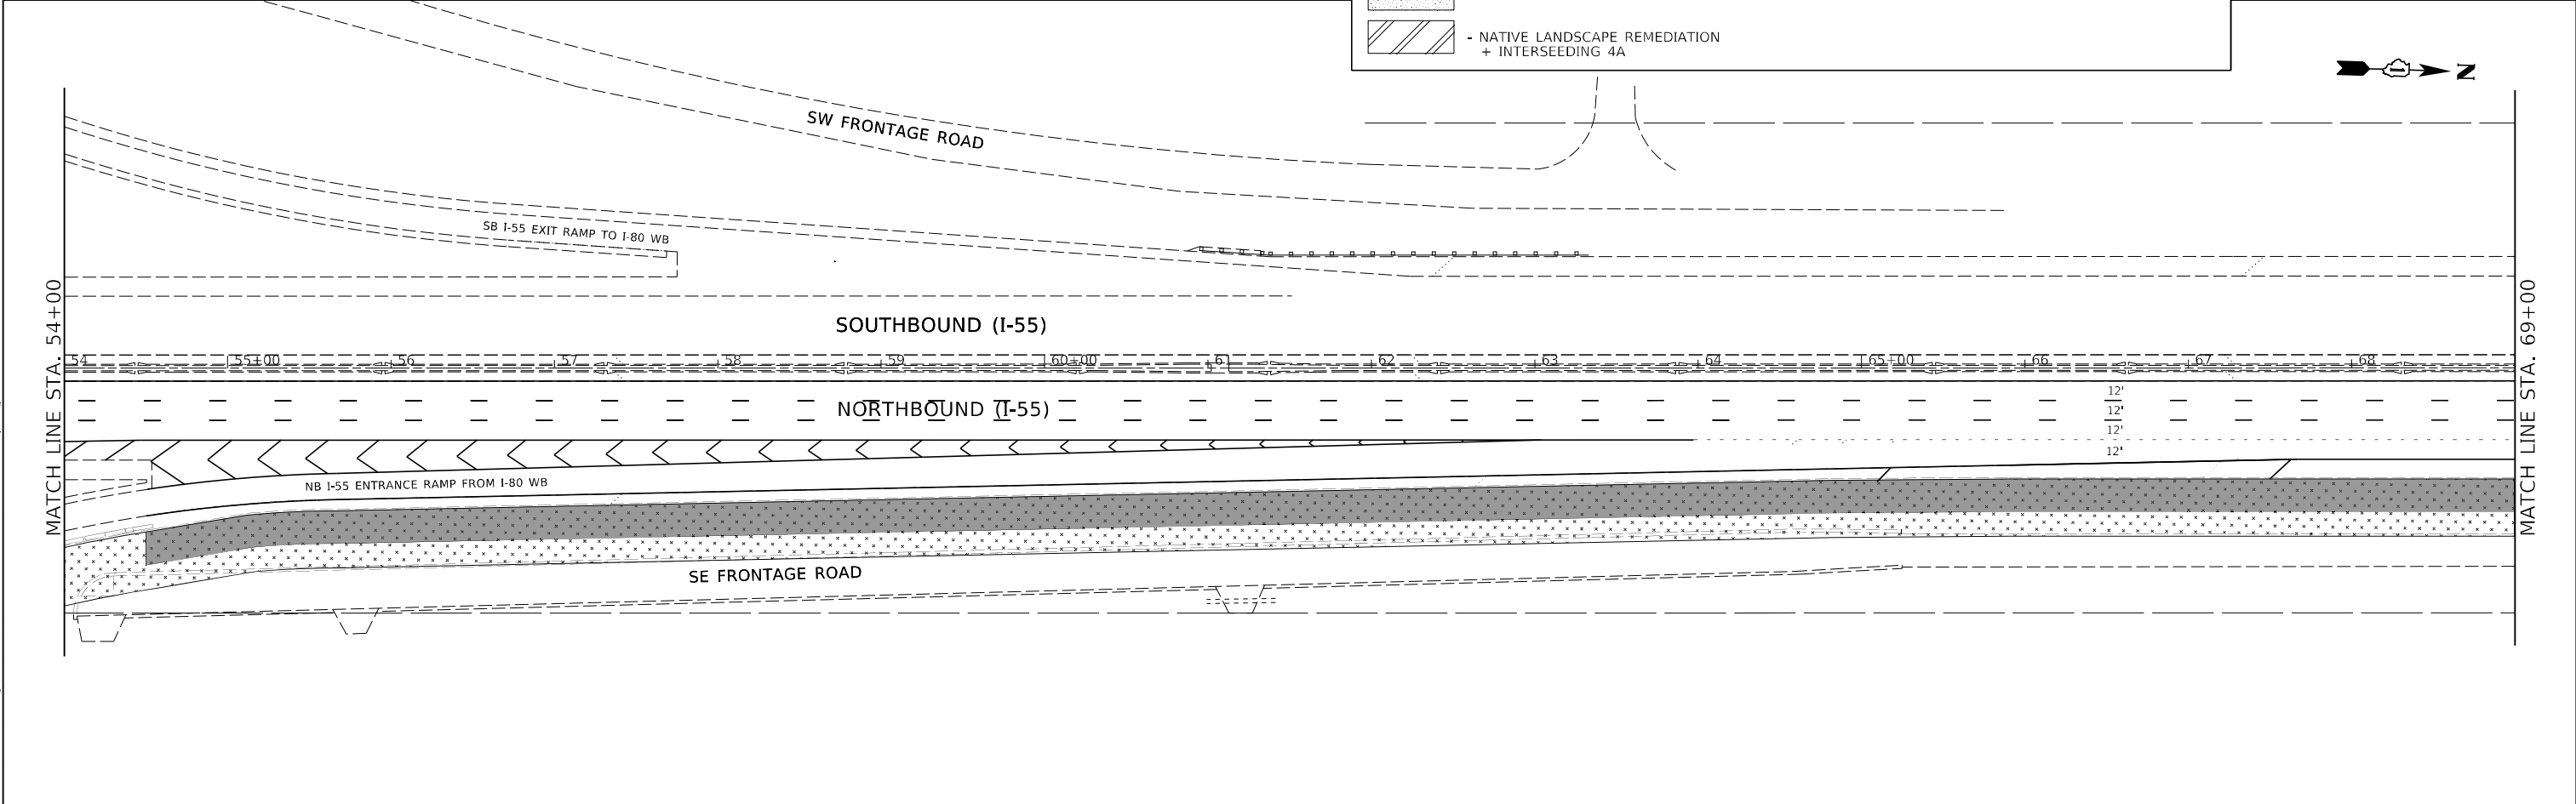 - NATIVE LANDSCAPE REMEDIATION
+ INTERSEEDING 4A
N
SW FRONTAGE ROAD
SB I-55 EXIT RAMP TO I-80 WB
MATCH LINE STA. 54+00
MATCH LINE STA. 69+00
SOUTHBOUND (I-55)
54 55+00 56 57 58 59 60+00 61 62 63 64 65+00 66 67 68
12'
NORTHBOUND (I-55)
12'
12'
12'
NB I-55 ENTRANCE RAMP FROM I-80 WB
SE FRONTAGE ROAD